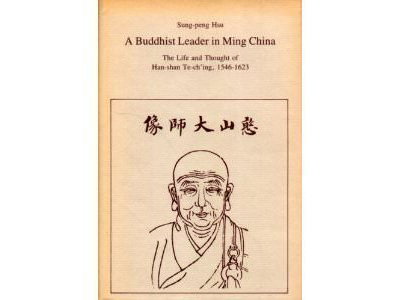 Sung-peng Hsu
A Buddhist Leader in Ming China
The Life and Thought of
Han-shan Te-ch'ing, 1546-1623
憨山大師像